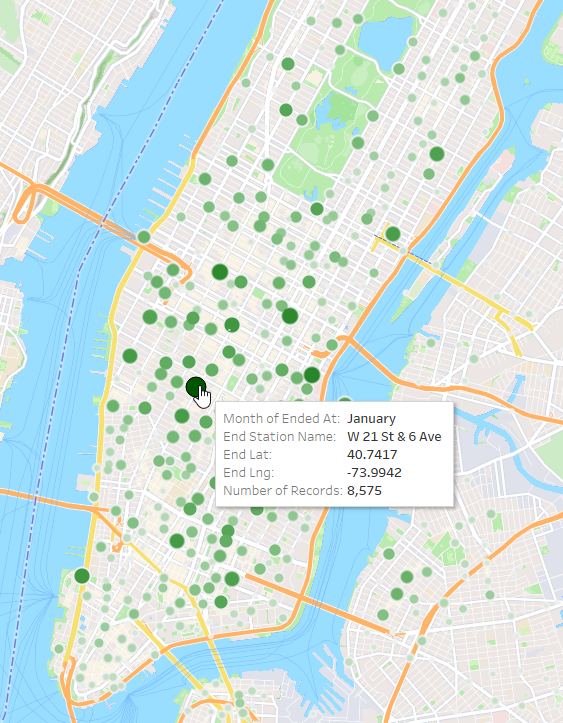 Month of Ended At: January
End Station Name: W 21 St & 6 Ave
End Lat: 40.7417
End Lng: -73.9942
Number of Records: 8,575